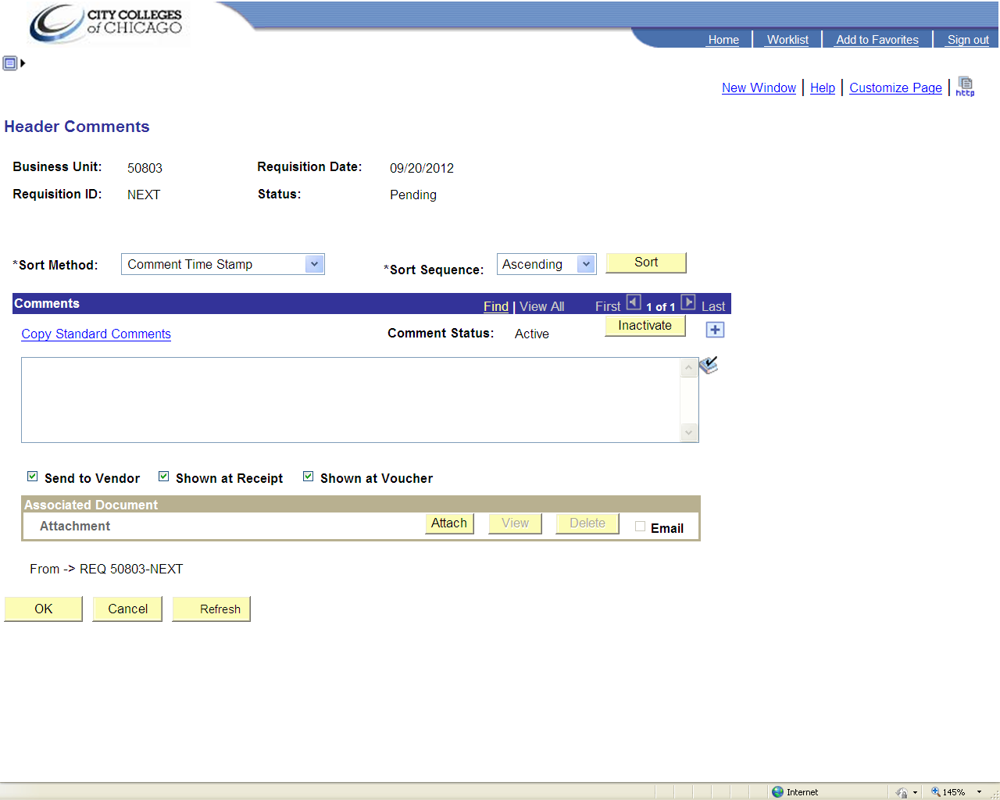 CITY COLLEGES
of CHICAGO
Home Worklist Add to Favorites Sign out
New Window Help Customize Page http
Header Comments
Business Unit: 50803 Requisition Date: 09/20/2012
Requisition ID: NEXT Status: Pending
*Sort Method: Comment Time Stamp *Sort Sequence: Ascending Sort
Comments Find | View All First 1 of 1 Last
Copy Standard Comments Comment Status: Active Inactivate
Send to Vendor Shown at Receipt Shown at Voucher
Associated Document
Attachment Attach View Delete Email
From -> REQ 50803-NEXT
OK Cancel Refresh
Internet 145%